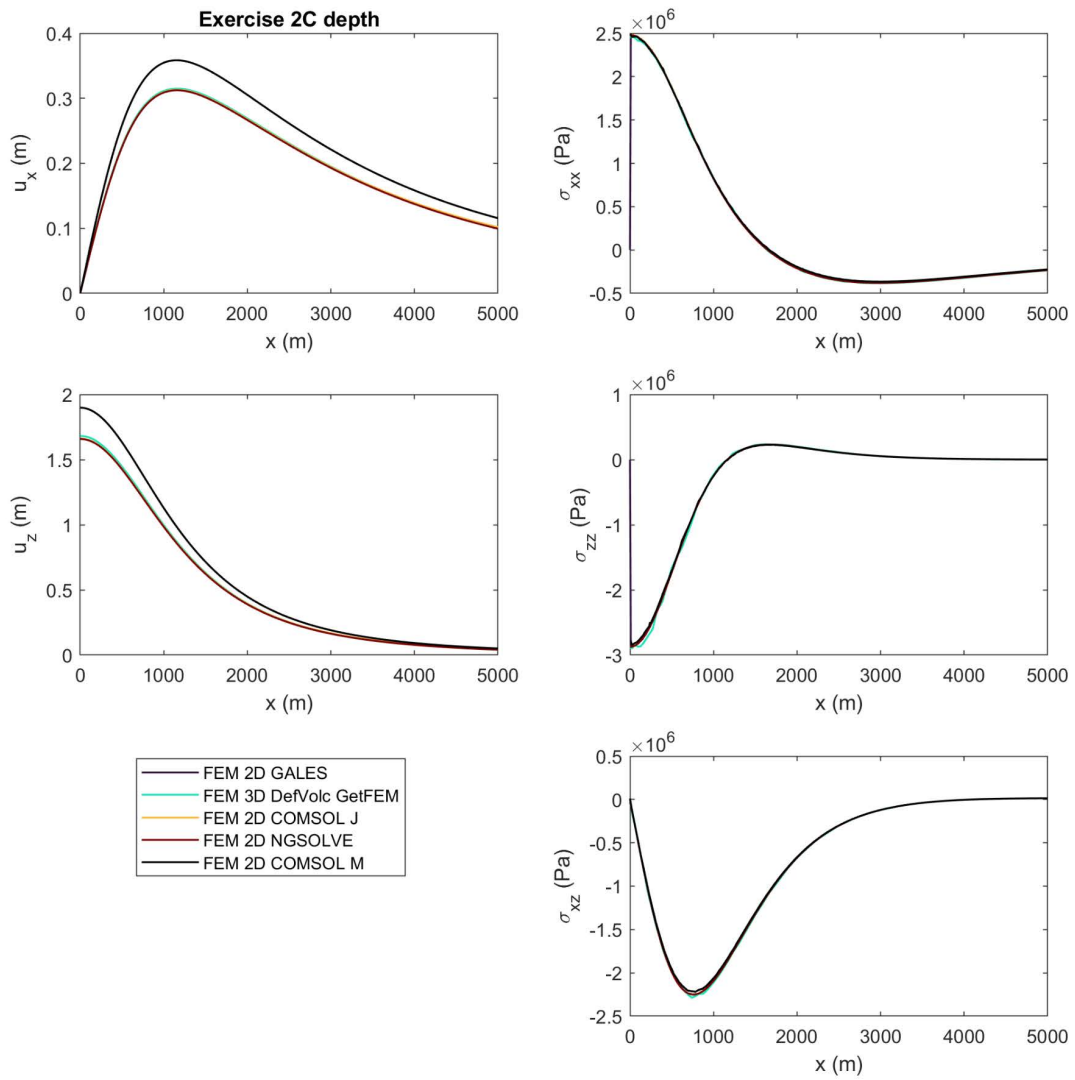 Exercise 2C depth
0.4
0.3
0.2
0.1
0
u_x (m)
0 1000 2000 3000 4000 5000
x (m)
×10^6
2.5
2
1.5
1
0.5
0
-0.5
σ_xx (Pa)
0 1000 2000 3000 4000 5000
x (m)
2
1.5
1
0.5
0
u_z (m)
0 1000 2000 3000 4000 5000
x (m)
×10^6
1
0
-1
-2
-3
σ_zz (Pa)
0 1000 2000 3000 4000 5000
x (m)
FEM 2D GALES
FEM 3D DefVolc GetFEM
FEM 2D COMSOL J
FEM 2D NGSOLVE
FEM 2D COMSOL M
×10^6
0.5
0
-0.5
-1
-1.5
-2
-2.5
σ_xz (Pa)
0 1000 2000 3000 4000 5000
x (m)